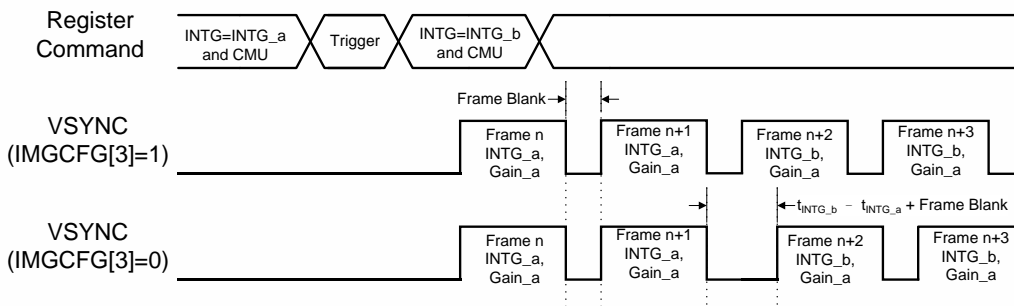 Register
Command
INTG=INTG_a
and CMU
Trigger
INTG=INTG_b
and CMU
Frame Blank
VSYNC
(IMGCFG[3]=1)
Frame n
INTG_a,
Gain_a
Frame n+1
INTG_a,
Gain_a
Frame n+2
INTG_b,
Gain_a
Frame n+3
INTG_b,
Gain_a
tINTG_b - tINTG_a + Frame Blank
VSYNC
(IMGCFG[3]=0)
Frame n
INTG_a,
Gain_a
Frame n+1
INTG_a,
Gain_a
Frame n+2
INTG_b,
Gain_a
Frame n+3
INTG_b,
Gain_a